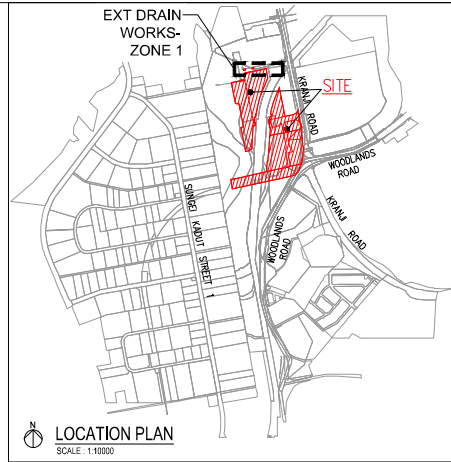 EXT DRAIN
WORKS-
ZONE 1
KRANJI
ROAD
SITE
WOODLANDS
ROAD
KRANJI
ROAD
WOODLANDS
ROAD
SUNGEI KADUT STREET 1
N
LOCATION PLAN
SCALE : 1:10000